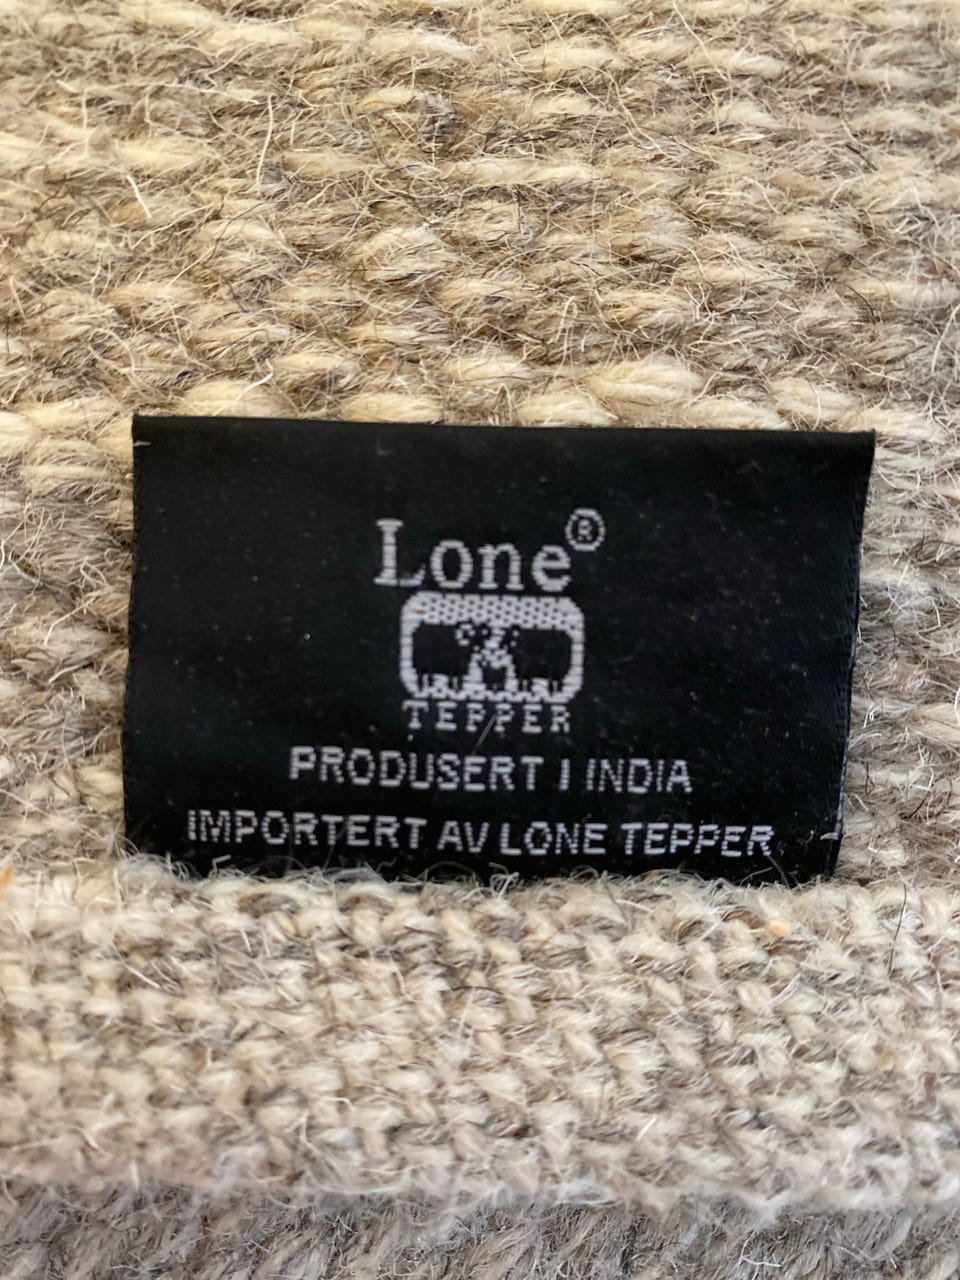 Lone®
TEPPER
PRODUSERT I INDIA
IMPORTERT AV LONE TEPPER